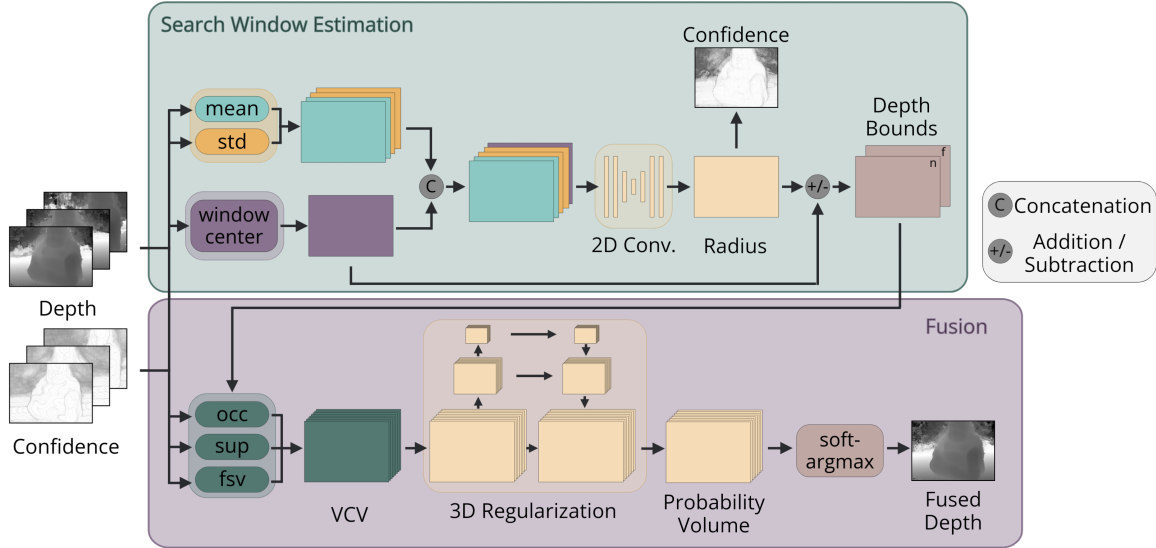 Search Window Estimation
Confidence
mean
std
Depth
Bounds
f
n
window
center
C
+/-
2D Conv.
Radius
C Concatenation
+/- Addition /
Subtraction
Depth
Fusion
occ
sup
fsv
Confidence
VCV
3D Regularization
Probability
Volume
soft-
argmax
Fused
Depth